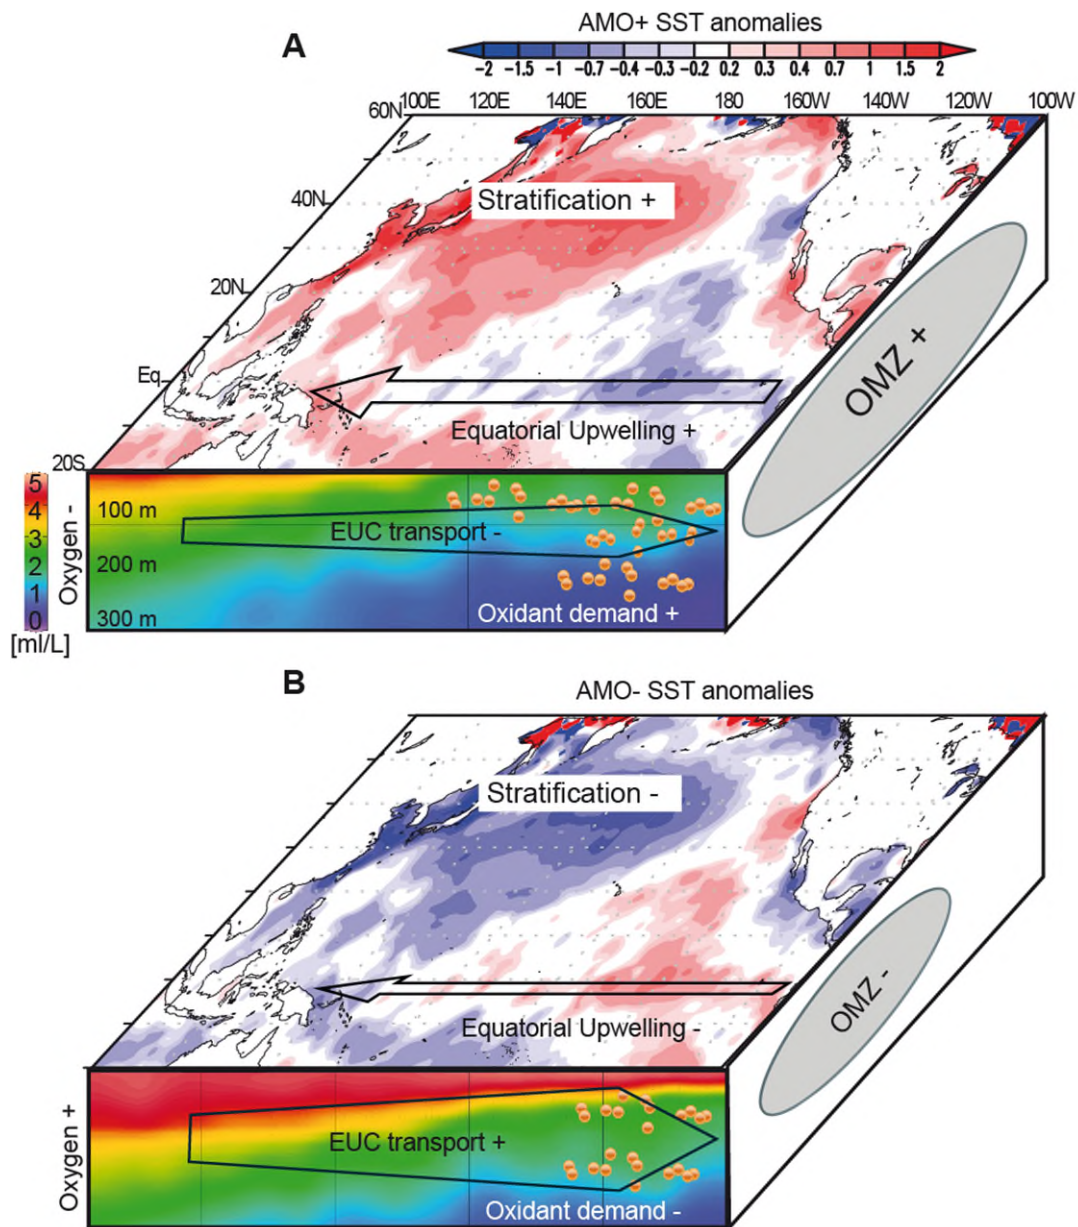 A
AMO+ SST anomalies
-2 -1.5 -1 -0.7 -0.4 -0.3 -0.2 0.2 0.3 0.4 0.7 1 1.5 2
60N 100E 120E 140E 160E 180 160W 140W 120W 100W
Stratification +
40N
20N
OMZ +
Eq
Equatorial Upwelling +
20S
5
4
3
2
1
0
Oxygen -
[ml/L]
100 m
EUC transport -
200 m
Oxidant demand +
300 m
B
AMO- SST anomalies
Stratification -
OMZ -
Equatorial Upwelling -
Oxygen +
EUC transport +
Oxidant demand -